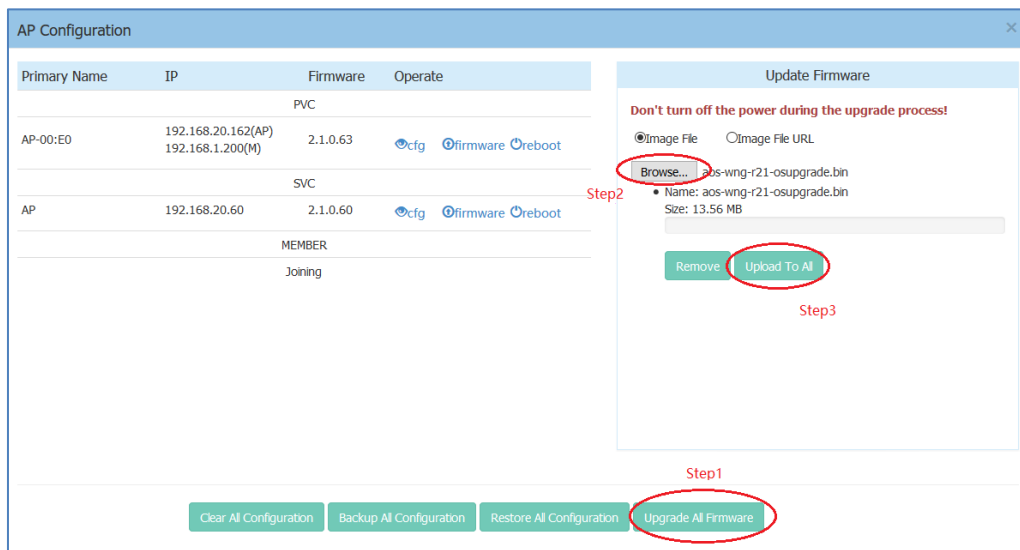 AP Configuration ×
Primary Name IP Firmware Operate
PVC
AP-00:E0 192.168.20.162(AP) 2.1.0.63 cfg firmware reboot
192.168.1.200(M)
SVC
AP 192.168.20.60 2.1.0.60 cfg firmware reboot
MEMBER
Joining
Update Firmware
Don't turn off the power during the upgrade process!
Image File Image File URL
Browse... aos-wng-r21-osupgrade.bin
Step2
• Name: aos-wng-r21-osupgrade.bin
Size: 13.56 MB
Remove Upload To All
Step3
Step1
Clear All Configuration Backup All Configuration Restore All Configuration Upgrade All Firmware